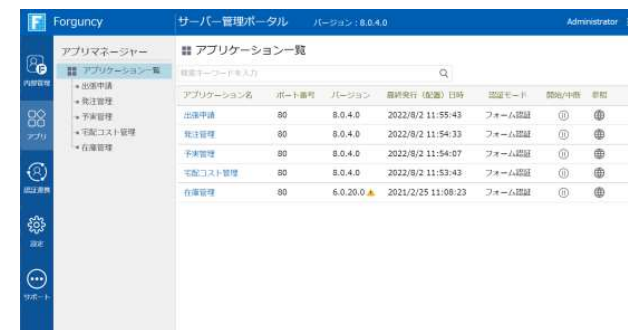 Forguncy サーバー管理ポータル バージョン：8.0.4.0 Administrator
内部管理
アプリ
認証連携
設定
サポート
アプリマネージャー
アプリケーション一覧
出張申請
発注管理
予実管理
宅配コスト管理
在庫管理
アプリケーション一覧
検索キーワードを入力
アプリケーション名 ポート番号 バージョン 最終発行（配置）日時 認証モード 開始/中断 参照
出張申請 80 8.0.4.0 2022/8/2 11:55:43 フォーム認証
発注管理 80 8.0.4.0 2022/8/2 11:54:33 フォーム認証
予実管理 80 8.0.4.0 2022/8/2 11:54:07 フォーム認証
宅配コスト管理 80 8.0.4.0 2022/8/2 11:53:43 フォーム認証
在庫管理 80 6.0.20.0 2021/2/25 11:08:23 フォーム認証